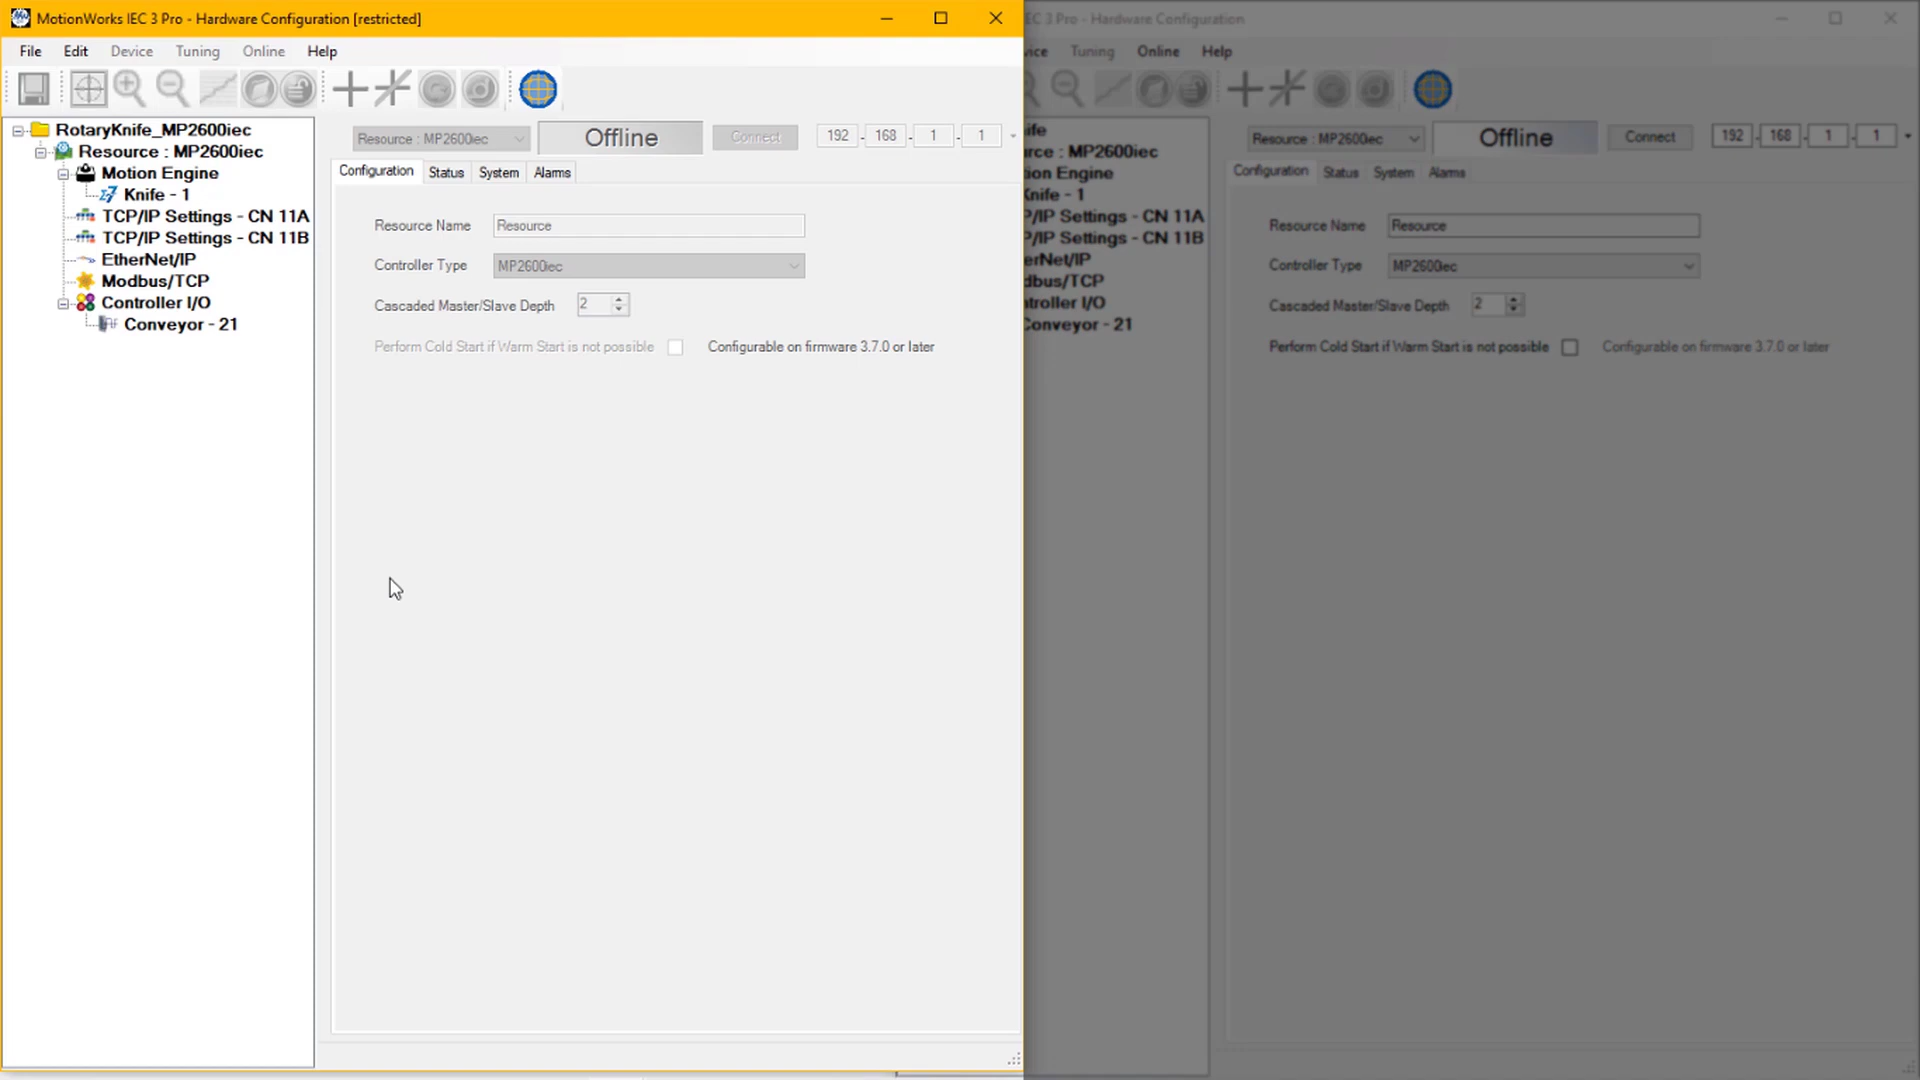 MotionWorks IEC 3 Pro - Hardware Configuration [restricted]
File Edit Device Tuning Online Help
RotaryKnife_MP2600iec
Resource : MP2600iec
Motion Engine
Knife - 1
TCP/IP Settings - CN 11A
TCP/IP Settings - CN 11B
EtherNet/IP
Modbus/TCP
Controller I/O
Conveyor - 21
Resource : MP2600iec Offline Connect 192 . 168 . 1 . 1
Configuration Status System Alarms
Resource Name Resource
Controller Type MP2600iec
Cascaded Master/Slave Depth 2
Perform Cold Start if Warm Start is not possible Configurable on firmware 3.7.0 or later
EC 3 Pro - Hardware Configuration
vice Tuning Online Help
ife
rce : MP2600iec
ion Engine
Knife - 1
P/IP Settings - CN 11A
P/IP Settings - CN 11B
erNet/IP
dbus/TCP
troller I/O
Conveyor - 21
Resource : MP2600iec Offline Connect 192 . 168 . 1 . 1
Configuration Status System Alarms
Resource Name Resource
Controller Type MP2600iec
Cascaded Master/Slave Depth 2
Perform Cold Start if Warm Start is not possible Configurable on firmware 3.7.0 or later